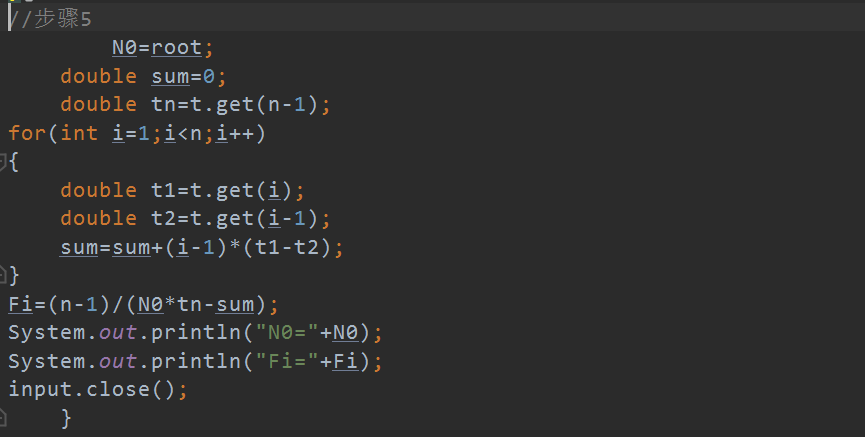 //步骤5
N0=root;
double sum=0;
double tn=t.get(n-1);
for(int i=1;i<n;i++)
{
double t1=t.get(i);
double t2=t.get(i-1);
sum=sum+(i-1)*(t1-t2);
}
Fi=(n-1)/(N0*tn-sum);
System.out.println("N0="+N0);
System.out.println("Fi="+Fi);
input.close();
}